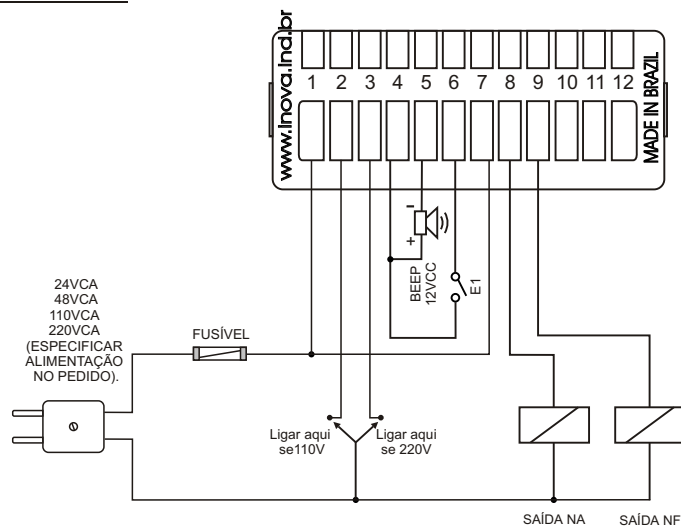 www.Inova.Ind.br
1 2 3 4 5 6 7 8 9 10 11 12
MADE IN BRAZIL
- +
BEEP
12VCC
E1
24VCA
48VCA
110VCA
220VCA
(ESPECIFICAR
ALIMENTAÇÃO
NO PEDIDO).
FUSÍVEL
Ligar aqui
se110V
Ligar aqui
se 220V
SAÍDA NA
SAÍDA NF